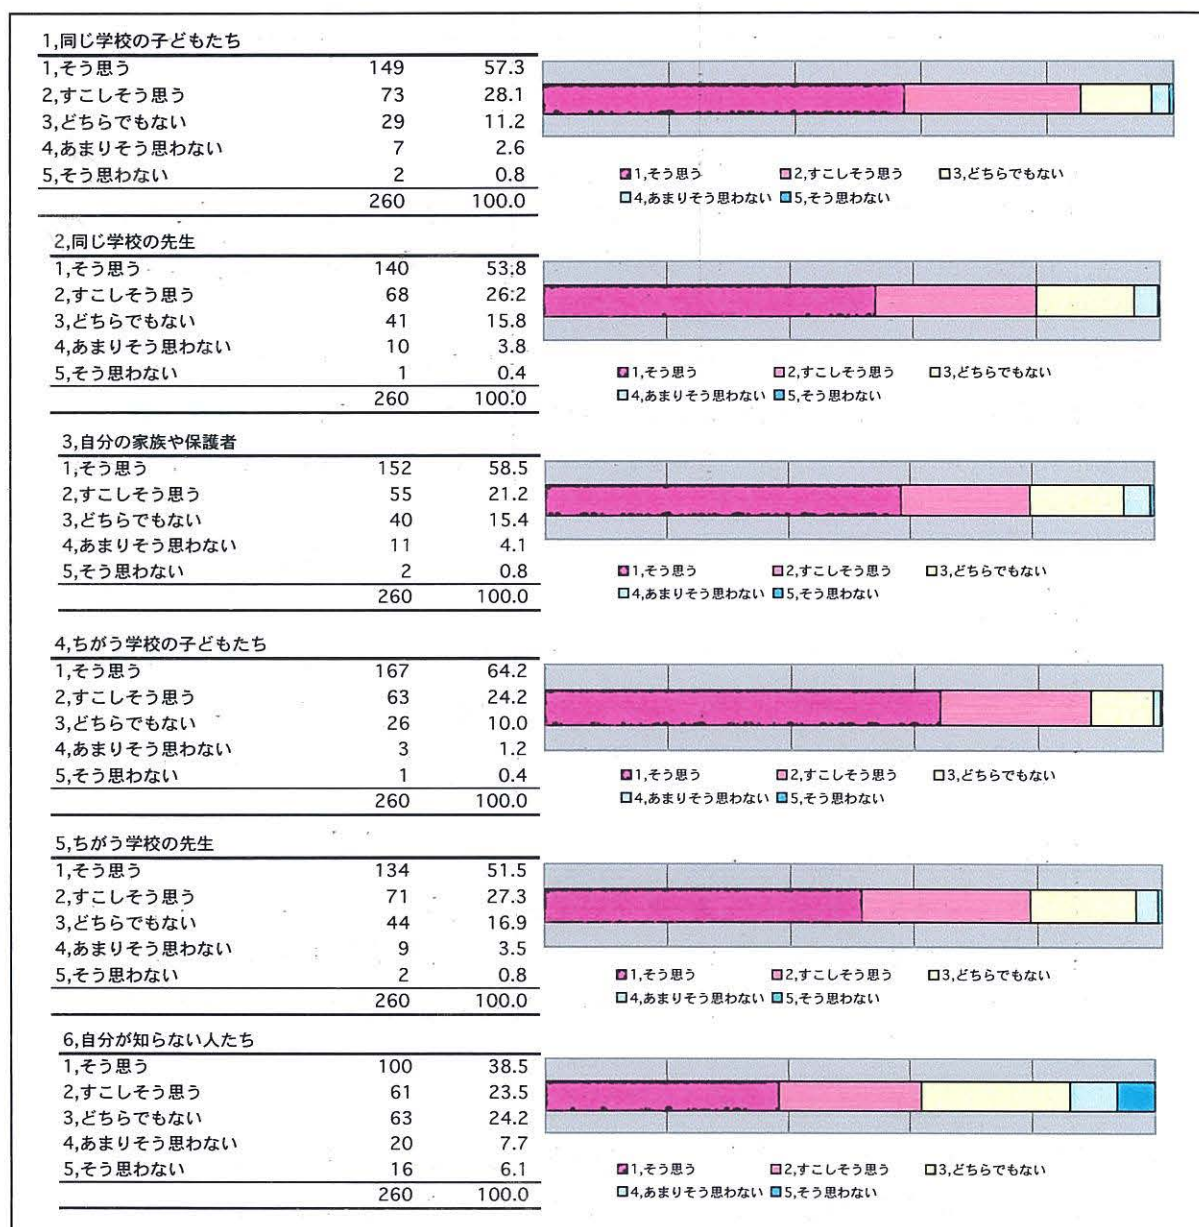 1,同じ学校の子どもたち
1,そう思う 149 57.3
2,すこしそう思う 73 28.1
3,どちらでもない 29 11.2
4,あまりそう思わない 7 2.6
5,そう思わない 2 0.8
260 100.0
1,そう思う 2,すこしそう思う 3,どちらでもない
4,あまりそう思わない 5,そう思わない
2,同じ学校の先生
1,そう思う 140 53.8
2,すこしそう思う 68 26.2
3,どちらでもない 41 15.8
4,あまりそう思わない 10 3.8
5,そう思わない 1 0.4
260 100.0
1,そう思う 2,すこしそう思う 3,どちらでもない
4,あまりそう思わない 5,そう思わない
3,自分の家族や保護者
1,そう思う 152 58.5
2,すこしそう思う 55 21.2
3,どちらでもない 40 15.4
4,あまりそう思わない 11 4.1
5,そう思わない 2 0.8
260 100.0
1,そう思う 2,すこしそう思う 3,どちらでもない
4,あまりそう思わない 5,そう思わない
4,ちがう学校の子どもたち
1,そう思う 167 64.2
2,すこしそう思う 63 24.2
3,どちらでもない 26 10.0
4,あまりそう思わない 3 1.2
5,そう思わない 1 0.4
260 100.0
1,そう思う 2,すこしそう思う 3,どちらでもない
4,あまりそう思わない 5,そう思わない
5,ちがう学校の先生
1,そう思う 134 51.5
2,すこしそう思う 71 27.3
3,どちらでもない 44 16.9
4,あまりそう思わない 9 3.5
5,そう思わない 2 0.8
260 100.0
1,そう思う 2,すこしそう思う 3,どちらでもない
4,あまりそう思わない 5,そう思わない
6,自分が知らない人たち
1,そう思う 100 38.5
2,すこしそう思う 61 23.5
3,どちらでもない 63 24.2
4,あまりそう思わない 20 7.7
5,そう思わない 16 6.1
260 100.0
1,そう思う 2,すこしそう思う 3,どちらでもない
4,あまりそう思わない 5,そう思わない